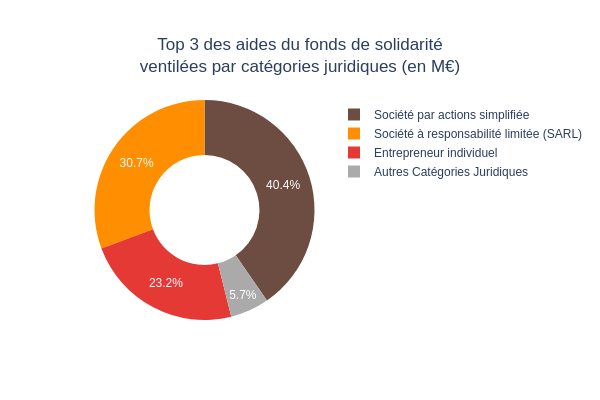 Top 3 des aides du fonds de solidarité
ventilées par catégories juridiques (en M€)
Société par actions simplifiée
Société à responsabilité limitée (SARL)
Entrepreneur individuel
Autres Catégories Juridiques
30.7%
40.4%
23.2%
5.7%